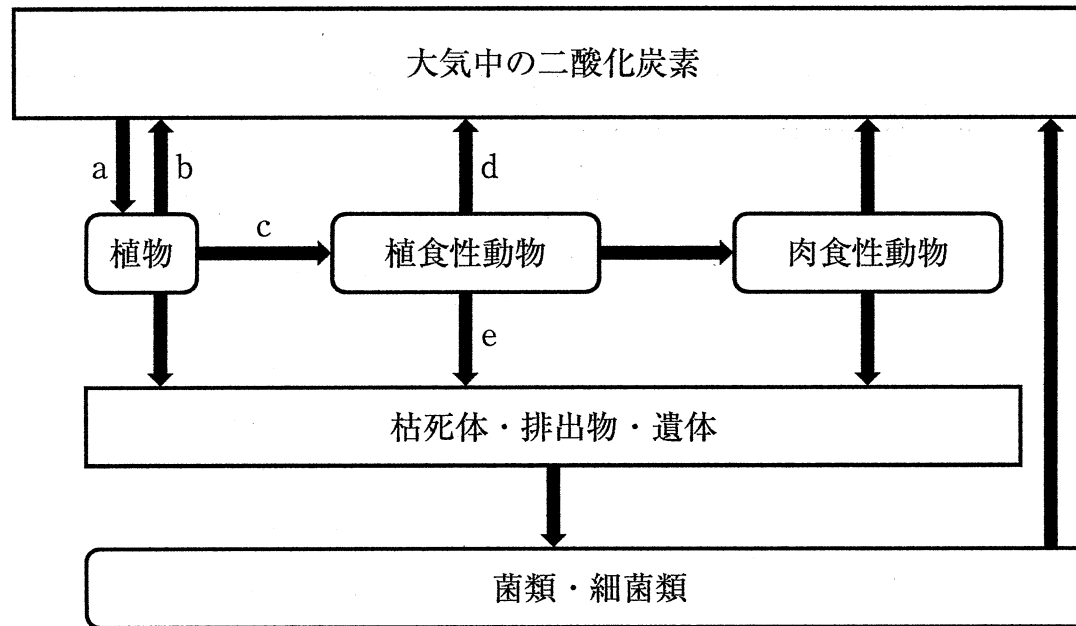 大気中の二酸化炭素
a
b
d
c
植物
植食性動物
肉食性動物
e
枯死体・排出物・遺体
菌類・細菌類